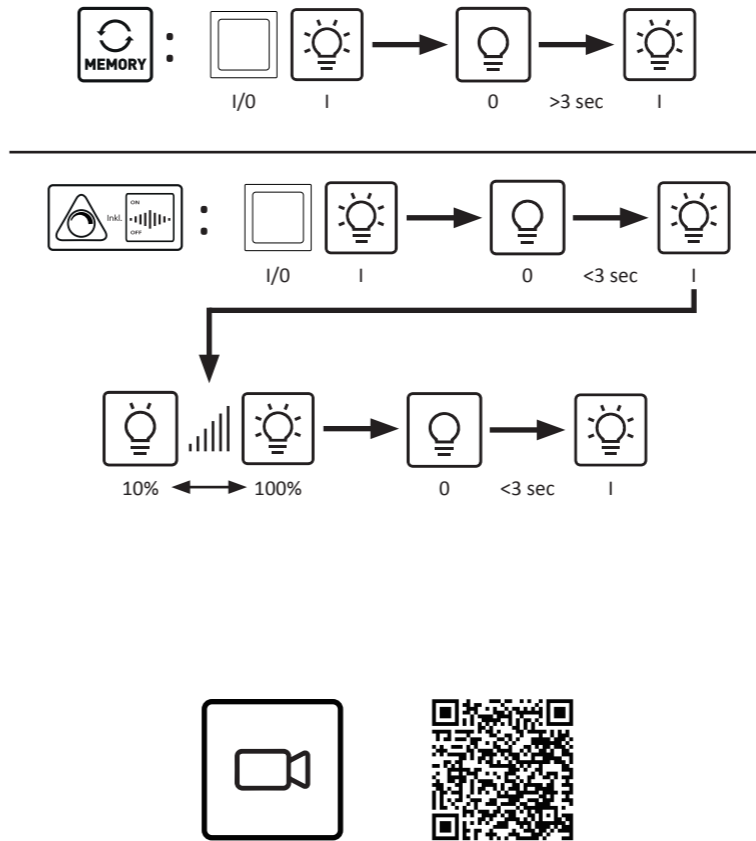 MEMORY :
I/0 I 0 >3 sec I
ON
Inkl. :
OFF
I/0 I 0 <3 sec I
10% 100% 0 <3 sec I